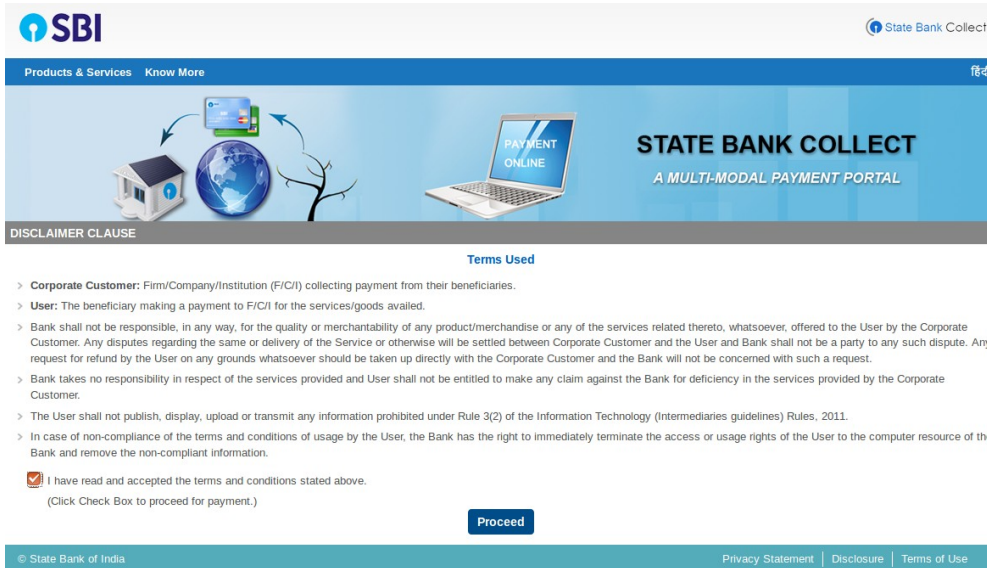 SBI
State Bank Collect
Products & Services Know More
PAYMENT
ONLINE
STATE BANK COLLECT
A MULTI-MODAL PAYMENT PORTAL
DISCLAIMER CLAUSE
Terms Used
Corporate Customer: Firm/Company/Institution (F/C/I) collecting payment from their beneficiaries.
User: The beneficiary making a payment to F/C/I for the services/goods availed.
Bank shall not be responsible, in any way, for the quality or merchantability of any product/merchandise or any of the services related thereto, whatsoever, offered to the User by the Corporate
Customer. Any disputes regarding the same or delivery of the Service or otherwise will be settled between Corporate Customer and the User and Bank shall not be a party to any such dispute. Any
request for refund by the User on any grounds whatsoever should be taken up directly with the Corporate Customer and the Bank will not be concerned with such a request.
Bank takes no responsibility in respect of the services provided and User shall not be entitled to make any claim against the Bank for deficiency in the services provided by the Corporate
Customer.
The User shall not publish, display, upload or transmit any information prohibited under Rule 3(2) of the Information Technology (Intermediaries guidelines) Rules, 2011.
In case of non-compliance of the terms and conditions of usage by the User, the Bank has the right to immediately terminate the access or usage rights of the User to the computer resource of the
Bank and remove the non-compliant information.
I have read and accepted the terms and conditions stated above.
(Click Check Box to proceed for payment.)
Proceed
© State Bank of India
Privacy Statement | Disclosure | Terms of Use